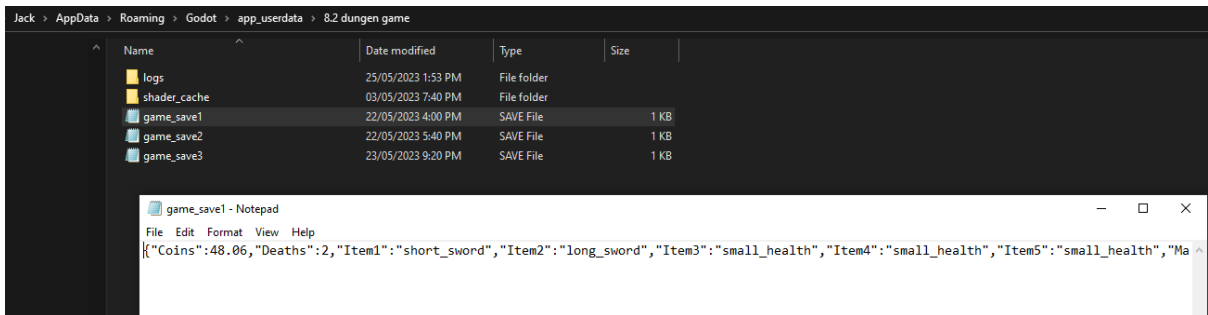 Jack > AppData > Roaming > Godot > app_userdata > 8.2 dungen game
Name Date modified Type Size
logs 25/05/2023 1:53 PM File folder
shader_cache 03/05/2023 7:40 PM File folder
game_save1 22/05/2023 4:00 PM SAVE File 1 KB
game_save2 22/05/2023 5:40 PM SAVE File 1 KB
game_save3 23/05/2023 9:20 PM SAVE File 1 KB
game_save1 - Notepad
File Edit Format View Help
{"Coins":48.06,"Deaths":2,"Item1":"short_sword","Item2":"long_sword","Item3":"small_health","Item4":"small_health","Item5":"small_health","Ma